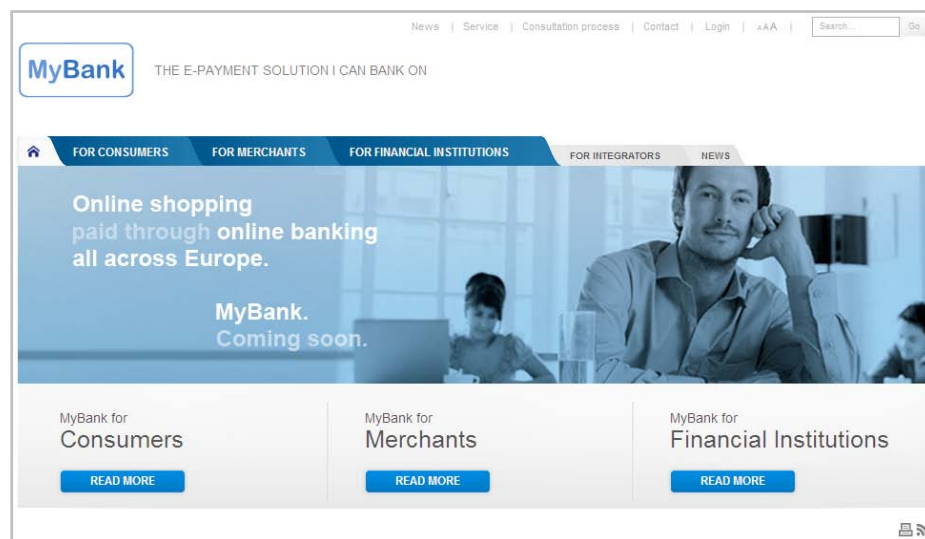 News | Service | Consultation process | Contact | Login | AAA | Search... Go
MyBank THE E-PAYMENT SOLUTION I CAN BANK ON
FOR CONSUMERS FOR MERCHANTS FOR FINANCIAL INSTITUTIONS FOR INTEGRATORS NEWS
Online shopping
paid through online banking
all across Europe.
MyBank.
Coming soon.
MyBank for MyBank for MyBank for
Consumers Merchants Financial Institutions
READ MORE READ MORE READ MORE